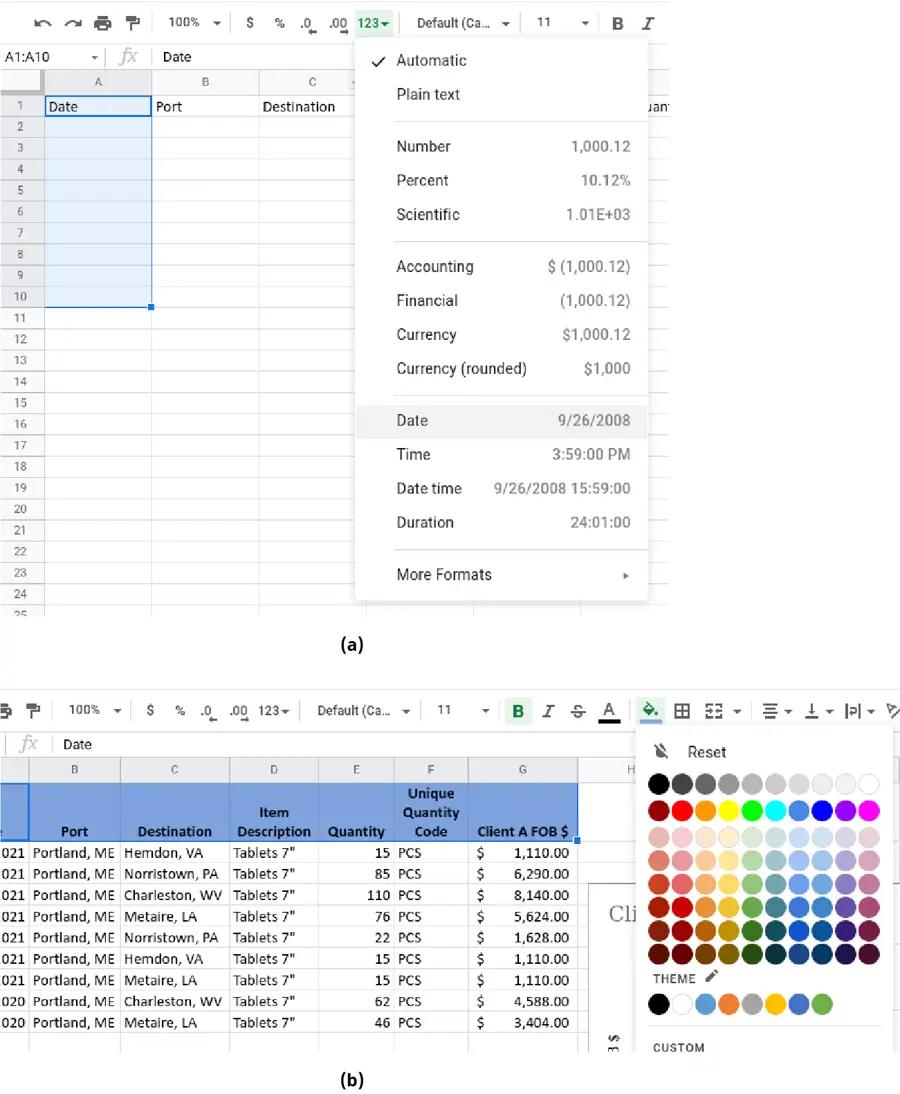 100% $ % .0 .00 123 Default (Ca... 11 B I
A1:A10 fx Date
A B C
1 Date Port Destination
2
3
4
5
6
7
8
9
10
11
12
13
14
15
16
17
18
19
20
21
22
23
24
25
Automatic
Plain text
Number 1,000.12
Percent 10.12%
Scientific 1.01E+03
Accounting $ (1,000.12)
Financial (1,000.12)
Currency $1,000.12
Currency (rounded) $1,000
Date 9/26/2008
Time 3:59:00 PM
Date time 9/26/2008 15:59:00
Duration 24:01:00
More Formats
(a)
100% $ % .0 .00 123 Default (Ca... 11 B I S A
fx Date
B C D E F G H
Port Destination Item Description Quantity Unique Quantity Code Client A FOB $
021 Portland, ME Hemdon, VA Tablets 7" 15 PCS $ 1,110.00
021 Portland, ME Norristown, PA Tablets 7" 85 PCS $ 6,290.00
021 Portland, ME Charleston, WV Tablets 7" 110 PCS $ 8,140.00
021 Portland, ME Metaire, LA Tablets 7" 76 PCS $ 5,624.00
021 Portland, ME Norristown, PA Tablets 7" 22 PCS $ 1,628.00
021 Portland, ME Hemdon, VA Tablets 7" 15 PCS $ 1,110.00
021 Portland, ME Metaire, LA Tablets 7" 15 PCS $ 1,110.00
020 Portland, ME Charleston, WV Tablets 7" 62 PCS $ 4,588.00
020 Portland, ME Metaire, LA Tablets 7" 46 PCS $ 3,404.00
Cli
Reset
THEME
CUSTOM
(b)